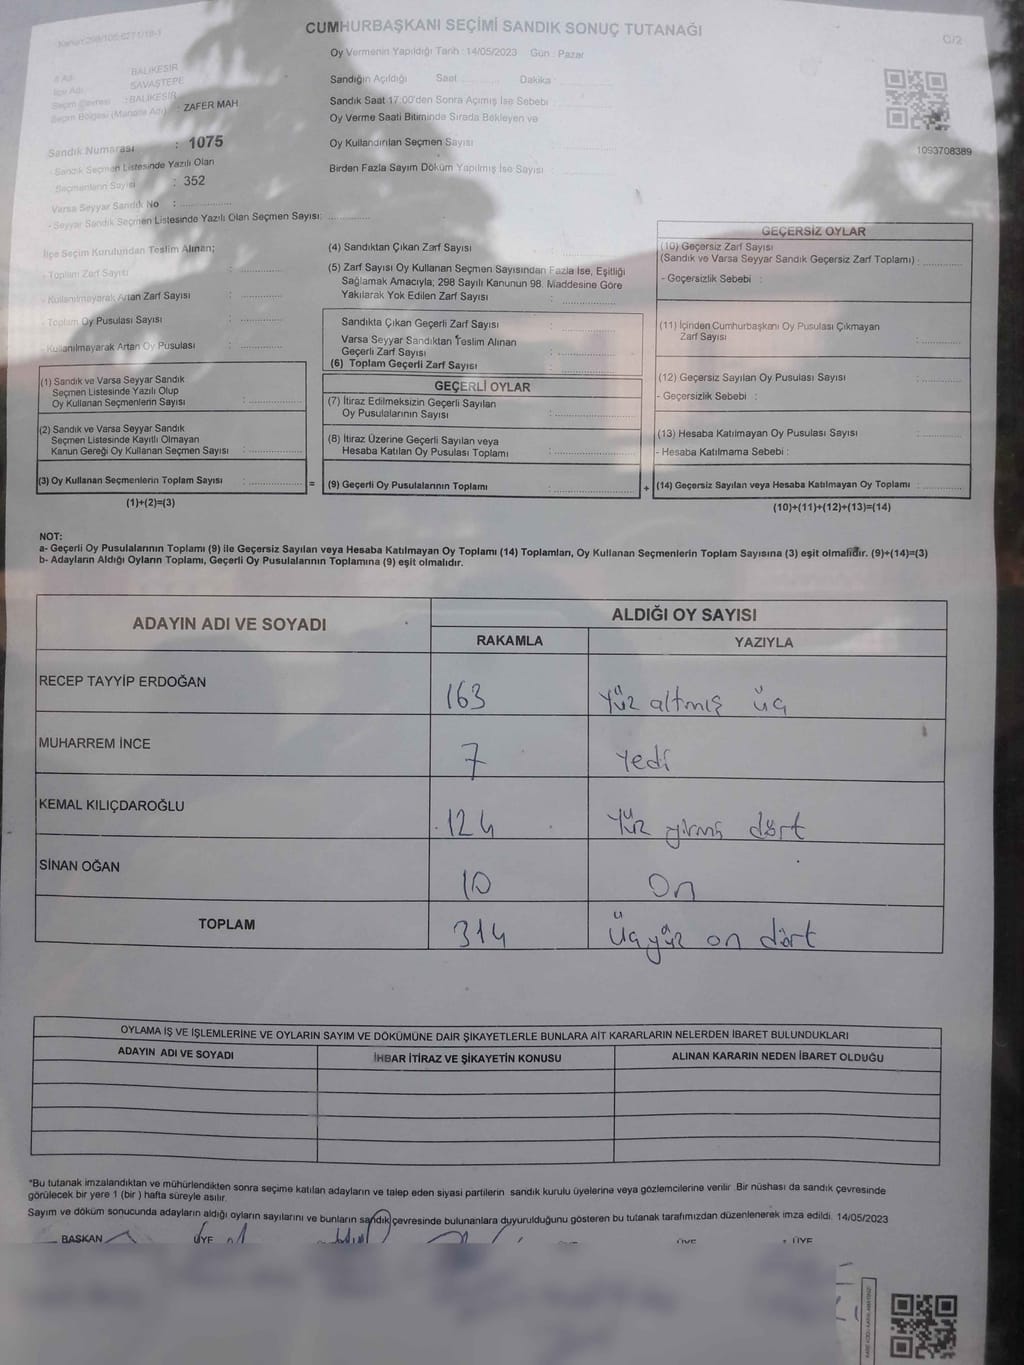 CUMHURBAŞKANI SEÇİMİ SANDIK SONUÇ TUTANAĞI
C/2
Oy Vermenin Yapıldığı Tarih : 14/05/2023 Gün : Pazar
İl Adı : BALIKESİR
İlçe Adı : SAVAŞTEPE
Seçim Çevresi : BALIKESİR
Seçim Bölgesi (Mahalle Adı) : ZAFER MAH
Sandık Numarası : 1075
- Sandık Seçmen Listesinde Yazılı Olan
Seçmenlerin Sayısı : 352
Varsa Seyyar Sandık No : ..............
- Seyyar Sandık Seçmen Listesinde Yazılı Olan Seçmen Sayısı: ............
Sandığın Açıldığı Saat ............ Dakika ............
Sandık Saat 17:00'den Sonra Açılmış İse Sebebi : ..............
Oy Verme Saati Bitiminde Sırada Bekleyen ve
Oy Kullandırılan Seçmen Sayısı : ..............
Birden Fazla Sayım Döküm Yapılmış İse Sayısı : ..............
1093708389
İlçe Seçim Kurulundan Teslim Alınan;
- Toplam Zarf Sayısı : ..............
- Kullanılmayarak Artan Zarf Sayısı : ..............
- Toplam Oy Pusulası Sayısı : ..............
- Kullanılmayarak Artan Oy Pusulası : ..............
(1) Sandık ve Varsa Seyyar Sandık
Seçmen Listesinde Yazılı Olup
Oy Kullanan Seçmenlerin Sayısı : ..............
(2) Sandık ve Varsa Seyyar Sandık
Seçmen Listesinde Kayıtlı Olmayan
Kanun Gereği Oy Kullanan Seçmen Sayısı : ..............
(3) Oy Kullanan Seçmenlerin Toplam Sayısı : ..............
(1)+(2)=(3)
(4) Sandıktan Çıkan Zarf Sayısı : ..............
(5) Zarf Sayısı Oy Kullanan Seçmen Sayısından Fazla İse, Eşitliği
Sağlamak Amacıyla; 298 Sayılı Kanunun 98. Maddesine Göre
Yakılarak Yok Edilen Zarf Sayısı : ..............
Sandıkta Çıkan Geçerli Zarf Sayısı : ..............
Varsa Seyyar Sandıktan Teslim Alınan
Geçerli Zarf Sayısı : ..............
(6) Toplam Geçerli Zarf Sayısı : ..............
GEÇERLİ OYLAR
(7) İtiraz Edilmeksizin Geçerli Sayılan
Oy Pusulalarının Sayısı : ..............
(8) İtiraz Üzerine Geçerli Sayılan veya
Hesaba Katılan Oy Pusulası Toplamı : ..............
= (9) Geçerli Oy Pusulalarının Toplamı : ..............
GEÇERSİZ OYLAR
(10) Geçersiz Zarf Sayısı
(Sandık ve Varsa Seyyar Sandık Geçersiz Zarf Toplamı) : ............
- Geçersizlik Sebebi :
(11) İçinden Cumhurbaşkanı Oy Pusulası Çıkmayan
Zarf Sayısı : ............
(12) Geçersiz Sayılan Oy Pusulası Sayısı : ............
- Geçersizlik Sebebi :
(13) Hesaba Katılmayan Oy Pusulası Sayısı : ............
- Hesaba Katılmama Sebebi :
+ (14) Geçersiz Sayılan veya Hesaba Katılmayan Oy Toplamı : ............
(10)+(11)+(12)+(13)=(14)
NOT:
a- Geçerli Oy Pusulalarının Toplamı (9) ile Geçersiz Sayılan veya Hesaba Katılmayan Oy Toplamı (14) Toplamları, Oy Kullanan Seçmenlerin Toplam Sayısına (3) eşit olmalıdır. (9)+(14)=(3)
b- Adayların Aldığı Oyların Toplamı, Geçerli Oy Pusulalarının Toplamına (9) eşit olmalıdır.
ADAYIN ADI VE SOYADI ALDIĞI OY SAYISI
RAKAMLA YAZIYLA
RECEP TAYYİP ERDOĞAN 163 Yüz altmış üç
MUHARREM İNCE 7 Yedi
KEMAL KILIÇDAROĞLU 124 Yüz yirmi dört
SİNAN OĞAN 10 On
TOPLAM 314 Üçyüz on dört
OYLAMA İŞ VE İŞLEMLERİNE VE OYLARIN SAYIM VE DÖKÜMÜNE DAİR ŞİKAYETLERLE BUNLARA AİT KARARLARIN NELERDEN İBARET BULUNDUKLARI
ADAYIN ADI VE SOYADI İHBAR İTİRAZ VE ŞİKAYETİN KONUSU ALINAN KARARIN NEDEN İBARET OLDUĞU
*Bu tutanak imzalandıktan ve mühürlendikten sonra seçime katılan adayların ve talep eden siyasi partilerin sandık kurulu üyelerine veya gözlemcilerine verilir. Bir nüshası da sandık çevresinde
görülecek bir yere 1 (bir ) hafta süreyle asılır.
Sayım ve döküm sonucunda adayların aldığı oyların sayılarını ve bunların sandık çevresinde bulunanlara duyurulduğunu gösteren bu tutanak tarafımızdan düzenlenerek imza edildi. 14/05/2023
BAŞKAN ÜYE ÜYE ÜYE